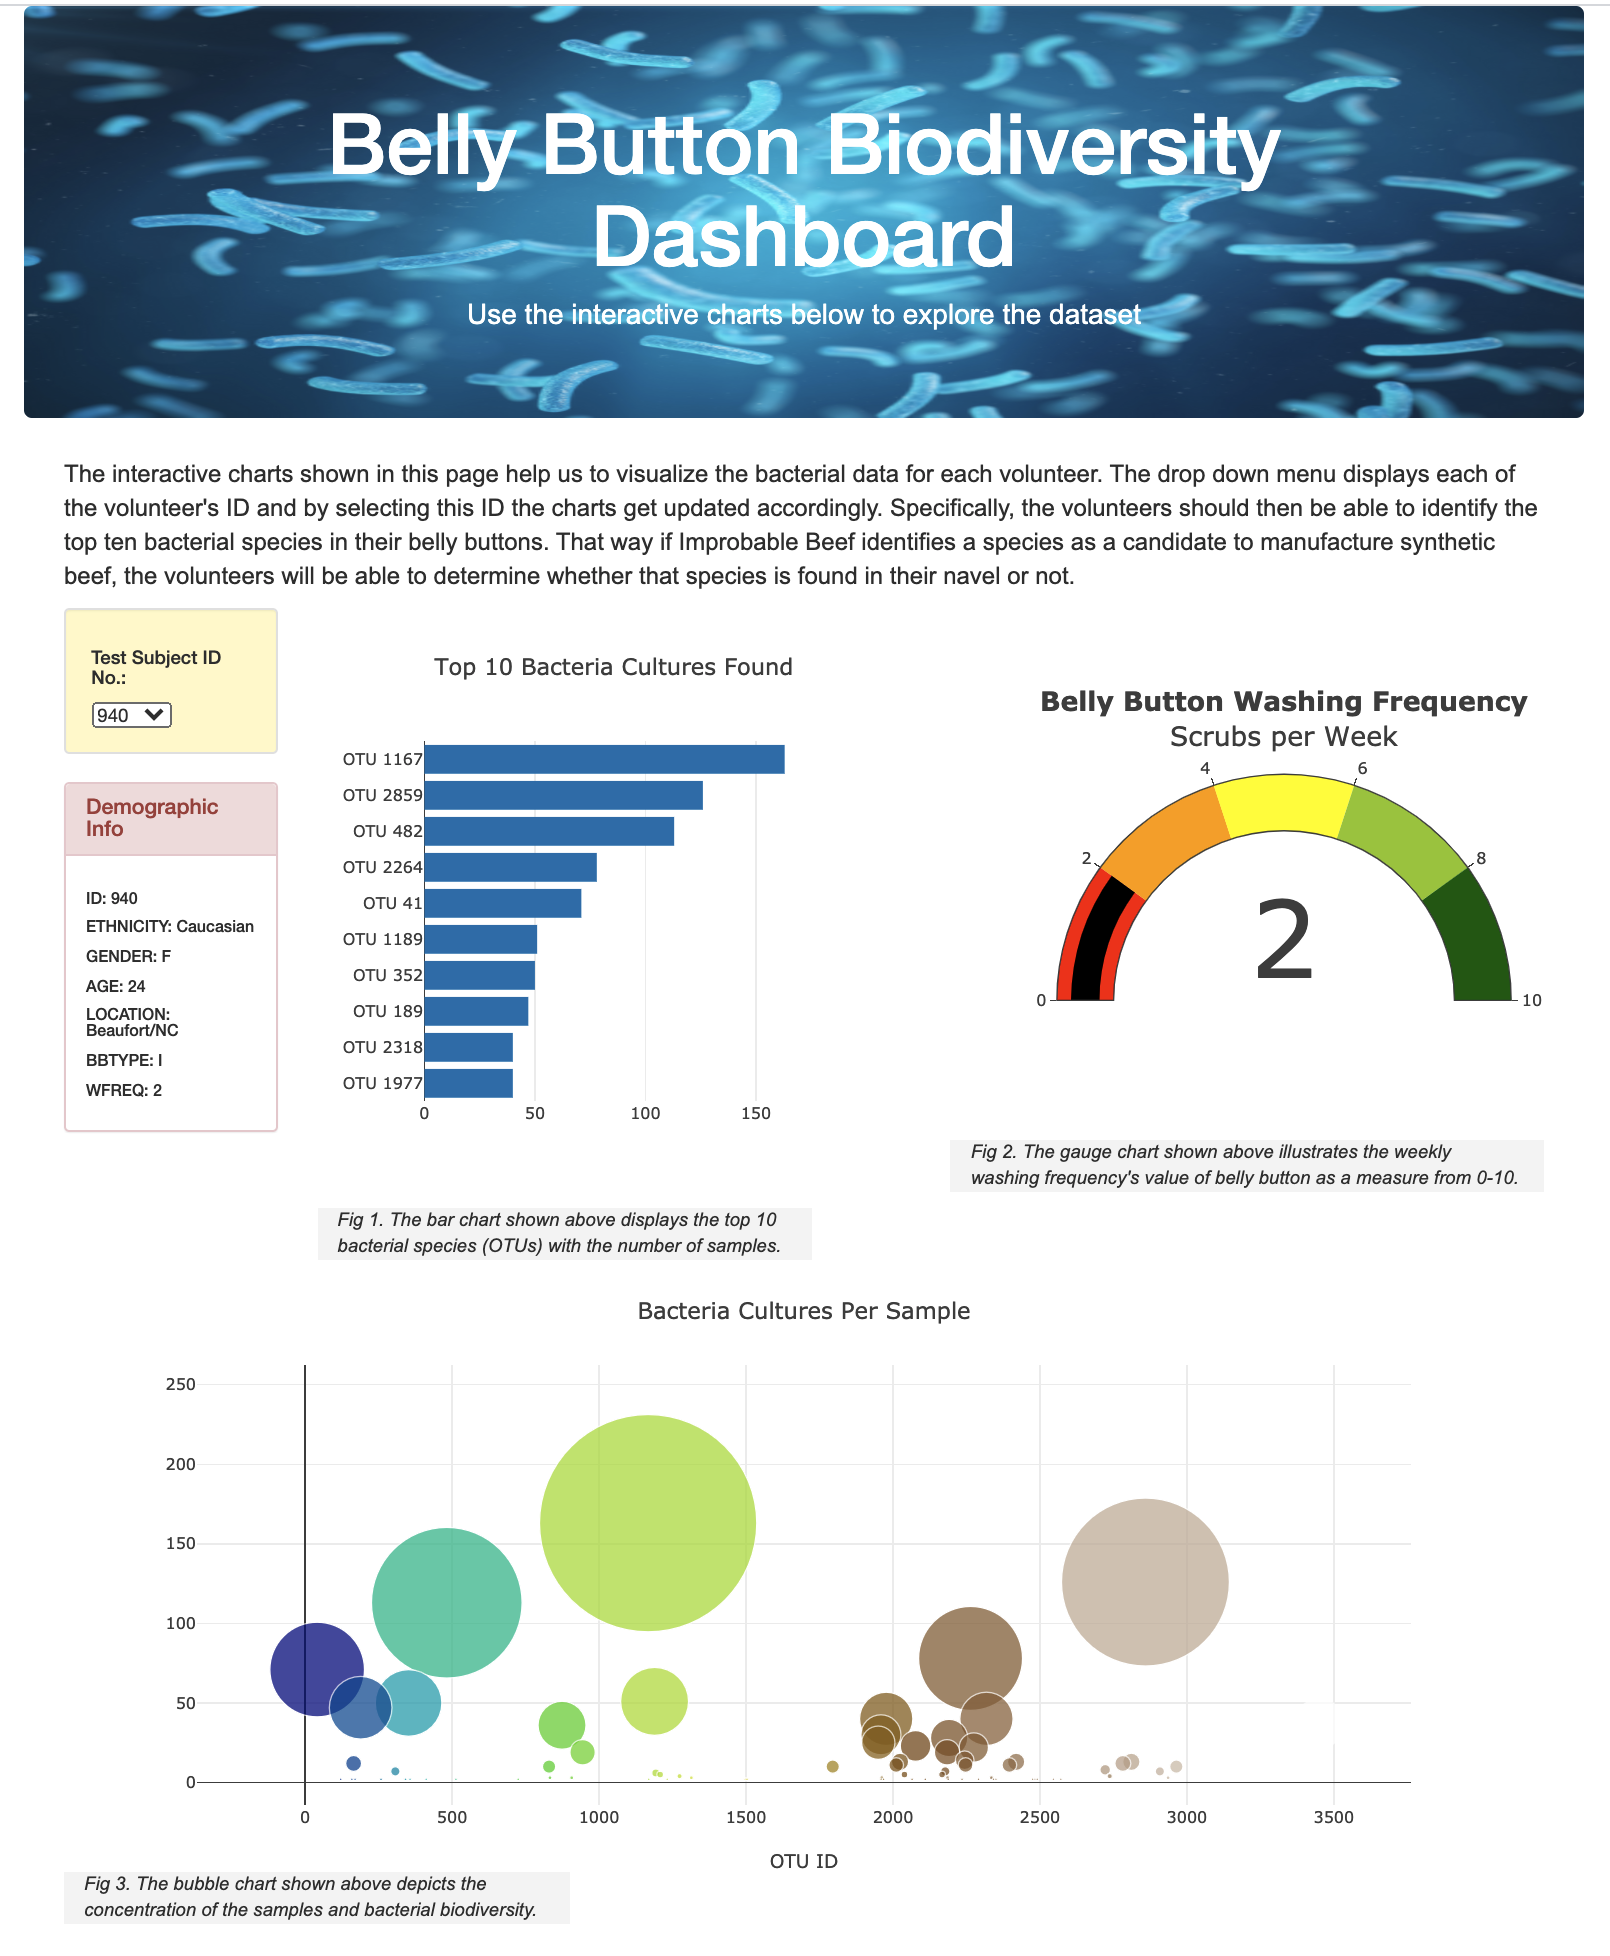 Belly Button Biodiversity
Dashboard
Use the interactive charts below to explore the dataset
The interactive charts shown in this page help us to visualize the bacterial data for each volunteer. The drop down menu displays each of
the volunteer's ID and by selecting this ID the charts get updated accordingly. Specifically, the volunteers should then be able to identify the
top ten bacterial species in their belly buttons. That way if Improbable Beef identifies a species as a candidate to manufacture synthetic
beef, the volunteers will be able to determine whether that species is found in their navel or not.
Test Subject ID
No.:
940
Demographic
Info
ID: 940
ETHNICITY: Caucasian
GENDER: F
AGE: 24
LOCATION:
Beaufort/NC
BBTYPE: I
WFREQ: 2
Top 10 Bacteria Cultures Found
OTU 1167
OTU 2859
OTU 482
OTU 2264
OTU 41
OTU 1189
OTU 352
OTU 189
OTU 2318
OTU 1977
0 50 100 150
Fig 1. The bar chart shown above displays the top 10
bacterial species (OTUs) with the number of samples.
Belly Button Washing Frequency
Scrubs per Week
4 6
2 8
2
0 10
Fig 2. The gauge chart shown above illustrates the weekly
washing frequency's value of belly button as a measure from 0-10.
Bacteria Cultures Per Sample
250
200
150
100
50
0
0 500 1000 1500 2000 2500 3000 3500
OTU ID
Fig 3. The bubble chart shown above depicts the
concentration of the samples and bacterial biodiversity.